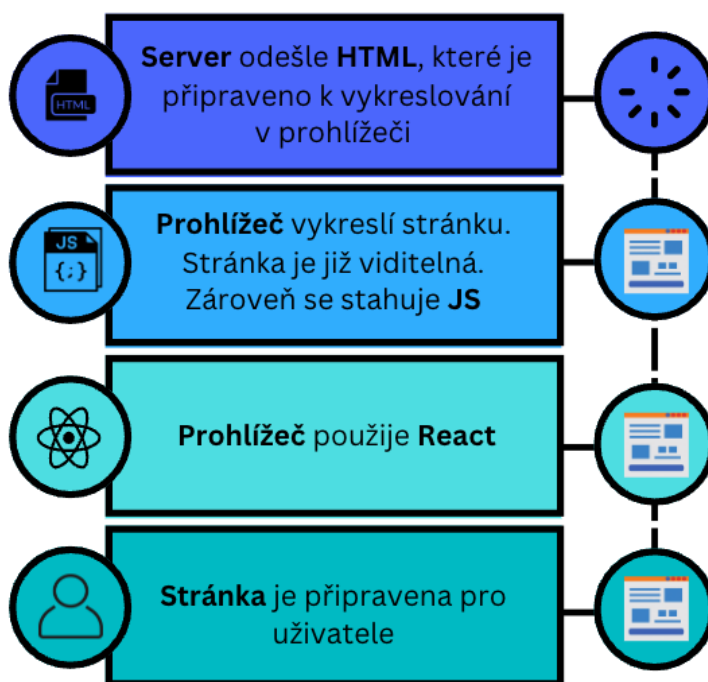 Server odešle HTML, které je
připraveno k vykreslování
v prohlížeči
HTML
Prohlížeč vykreslí stránku.
Stránka je již viditelná.
Zároveň se stahuje JS
JS
{;}
Prohlížeč použije React
Stránka je připravena pro
uživatele